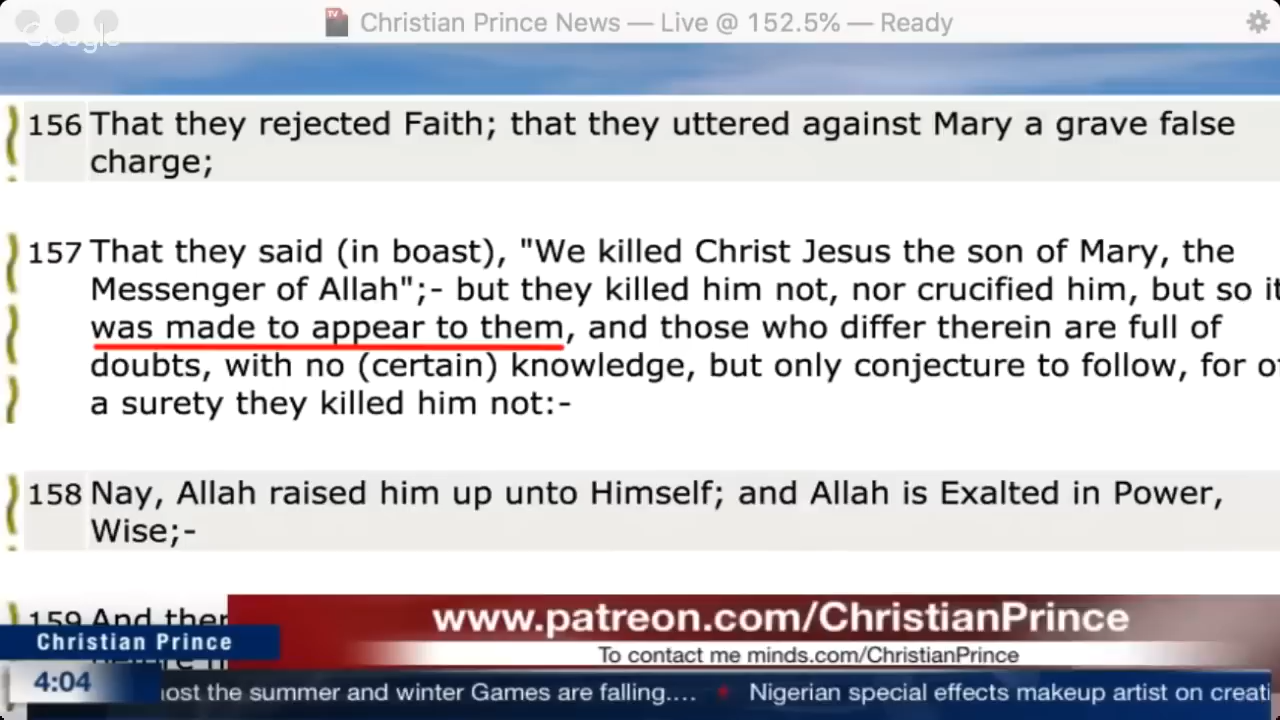 Christian Prince News — Live @ 152.5% — Ready
Google
156 That they rejected Faith; that they uttered against Mary a grave false
charge;
157 That they said (in boast), "We killed Christ Jesus the son of Mary, the
Messenger of Allah";- but they killed him not, nor crucified him, but so it
was made to appear to them, and those who differ therein are full of
doubts, with no (certain) knowledge, but only conjecture to follow, for of
a surety they killed him not:-
158 Nay, Allah raised him up unto Himself; and Allah is Exalted in Power,
Wise;-
159 And
www.patreon.com/ChristianPrince
Christian Prince
To contact me minds.com/ChristianPrince
4:04
the summer and winter Games are falling.... • Nigerian special effects makeup artist on